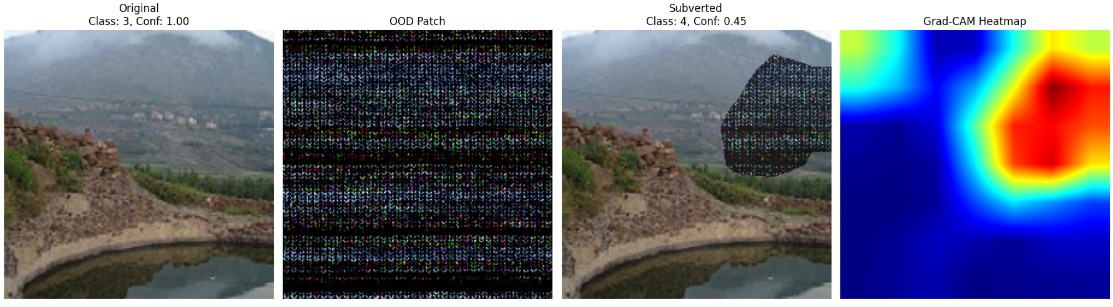 Original
Class: 3, Conf: 1.00
OOD Patch
Subverted
Class: 4, Conf: 0.45
Grad-CAM Heatmap